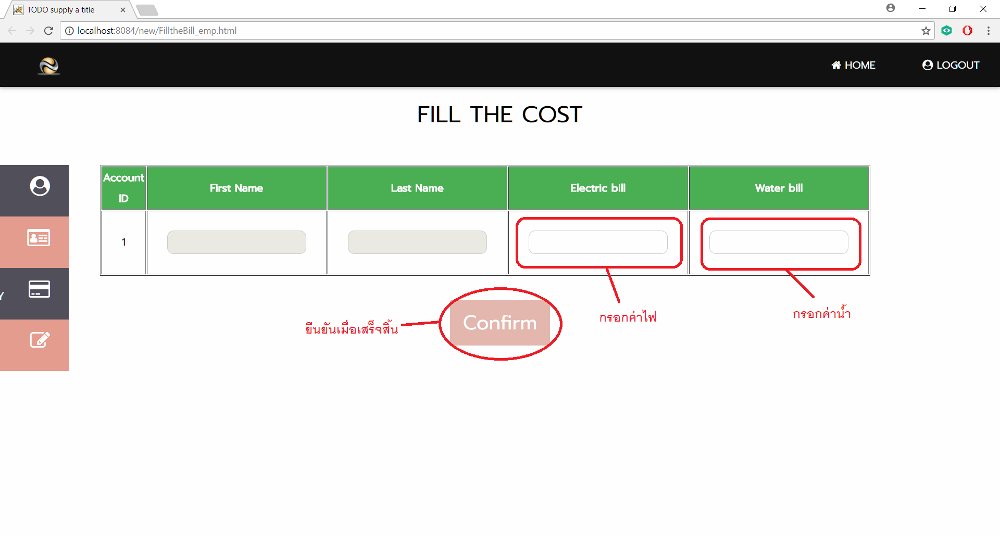 TODO supply a title
localhost:8084/new/FilltheBill_emp.html
HOME
LOGOUT
FILL THE COST
Account ID
First Name
Last Name
Electric bill
Water bill
1
Y
กรอกค่าไฟ
กรอกค่าน้ำ
ยืนยันเมื่อเสร็จสิ้น
Confirm